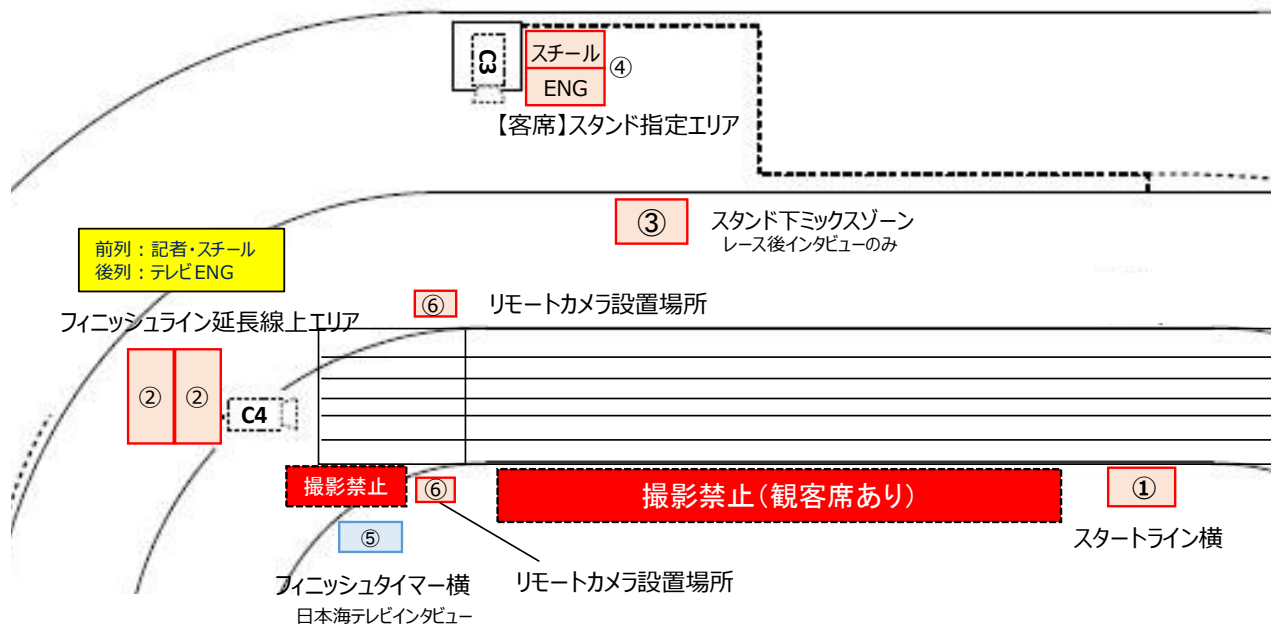 C3
スチール
ENG
④
【客席】スタンド指定エリア
③
スタンド下ミックスゾーン
レース後インタビューのみ
前列：記者・スチール
後列：テレビENG
フィニッシュライン延長線上エリア
⑥
リモートカメラ設置場所
②
②
C4
撮影禁止
⑥
撮影禁止（観客席あり）
①
スタートライン横
⑤
フィニッシュタイマー横
日本海テレビインタビュー
リモートカメラ設置場所